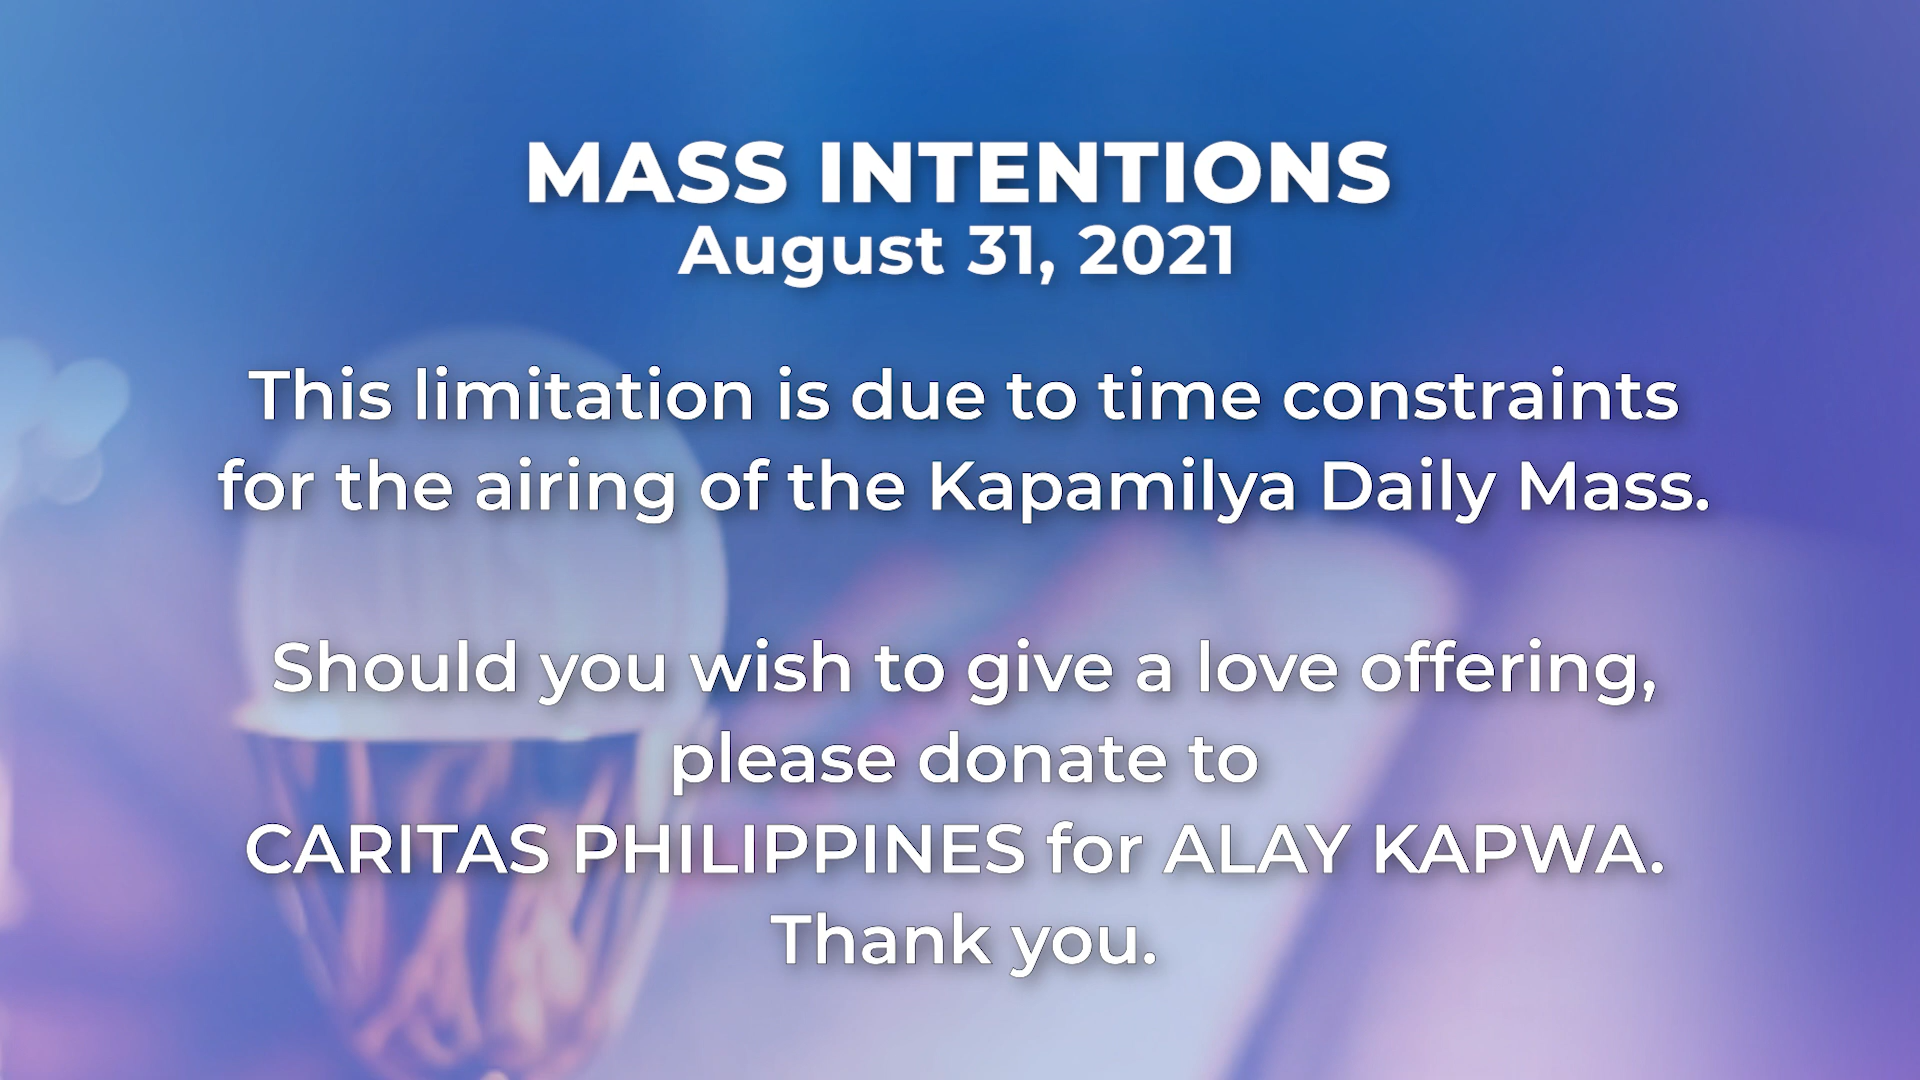 MASS INTENTIONS
August 31, 2021
This limitation is due to time constraints
for the airing of the Kapamilya Daily Mass.
Should you wish to give a love offering,
please donate to
CARITAS PHILIPPINES for ALAY KAPWA.
Thank you.